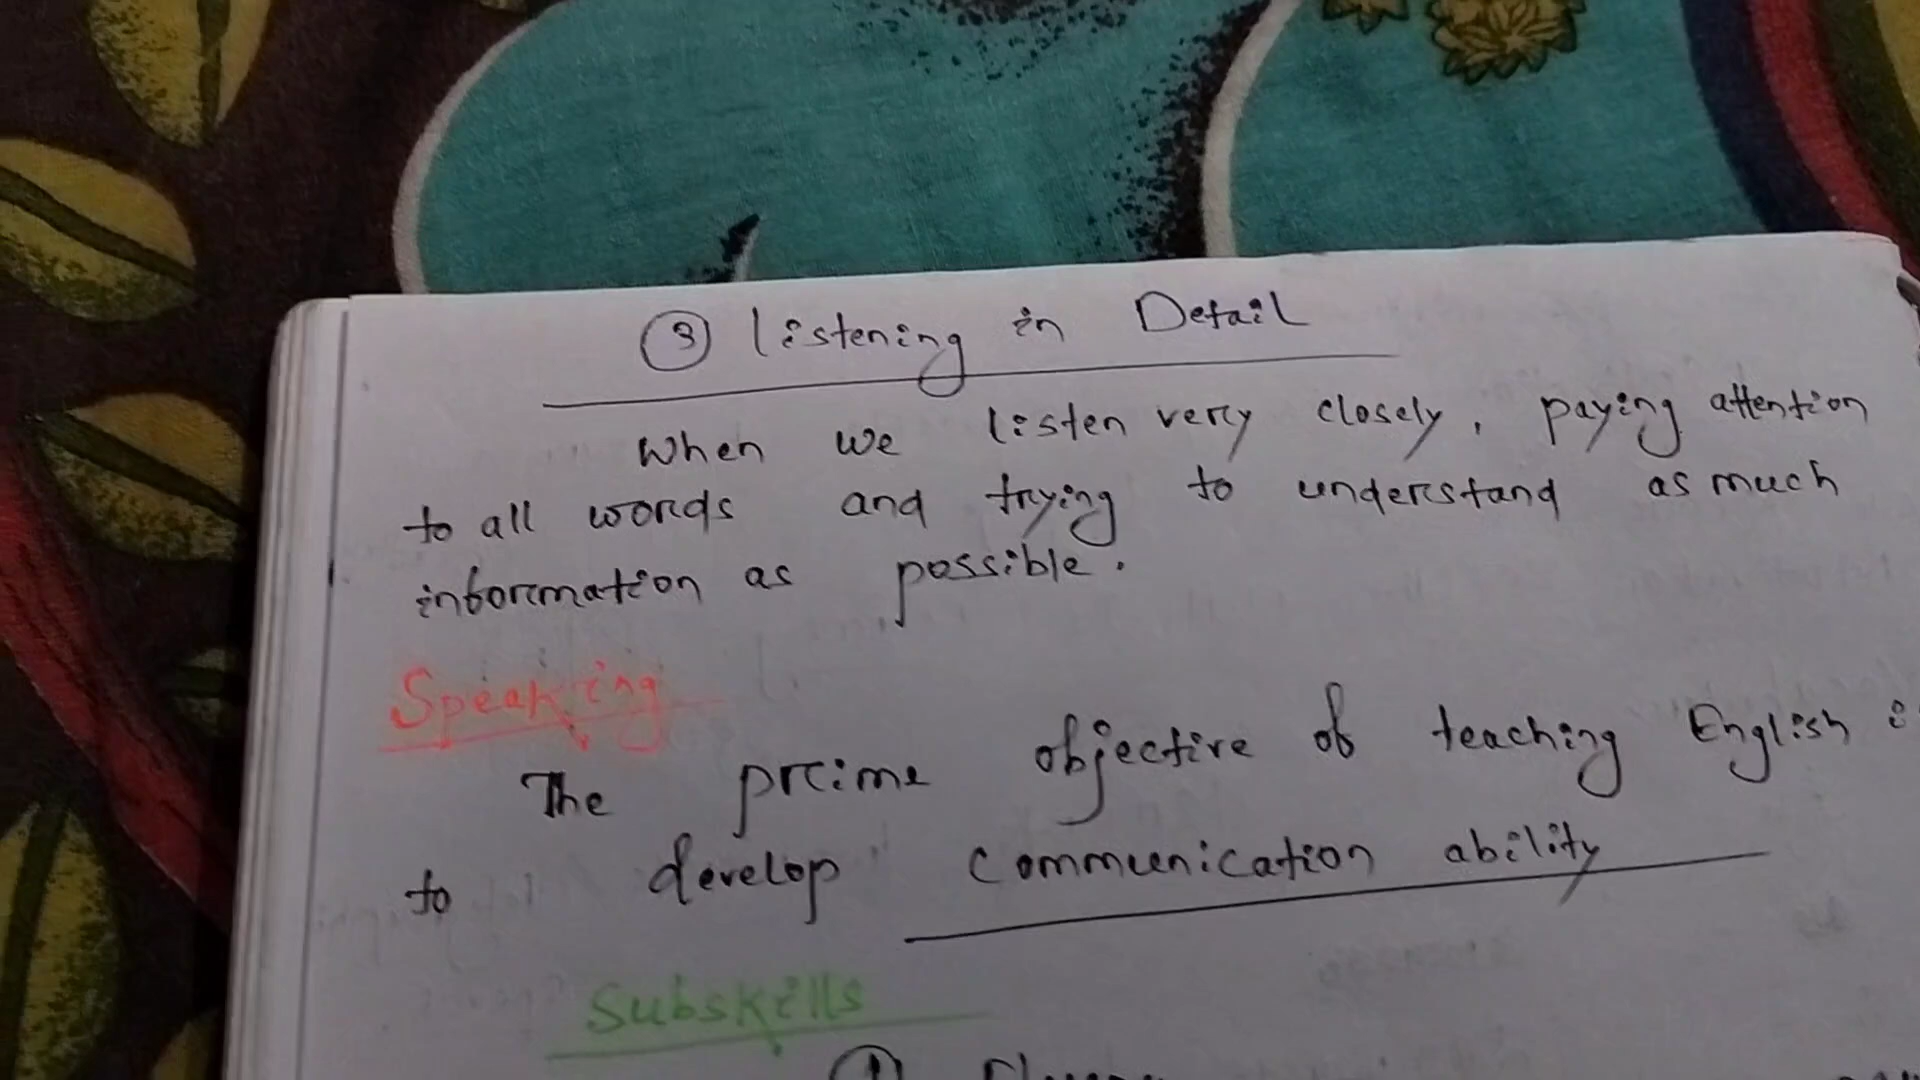 ③ Listening in Detail
When we listen very closely, paying attention
to all words and trying to understand as much
information as possible.
Speaking
The prime objective of teaching English
to develop communication ability
Subskills
①